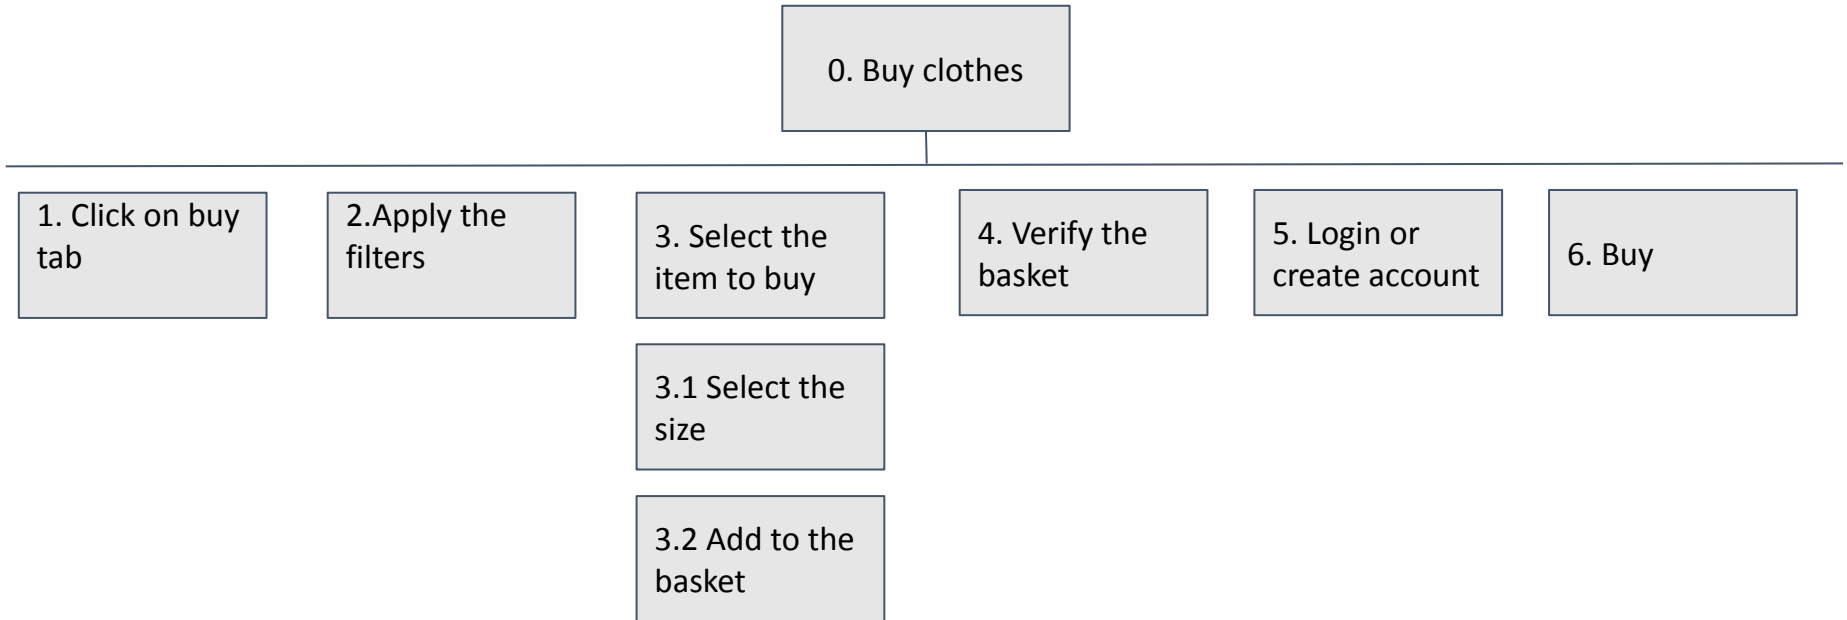 0. Buy clothes
1. Click on buy
tab
2.Apply the
filters
3. Select the
item to buy
4. Verify the
basket
5. Login or
create account
6. Buy
3.1 Select the
size
3.2 Add to the
basket